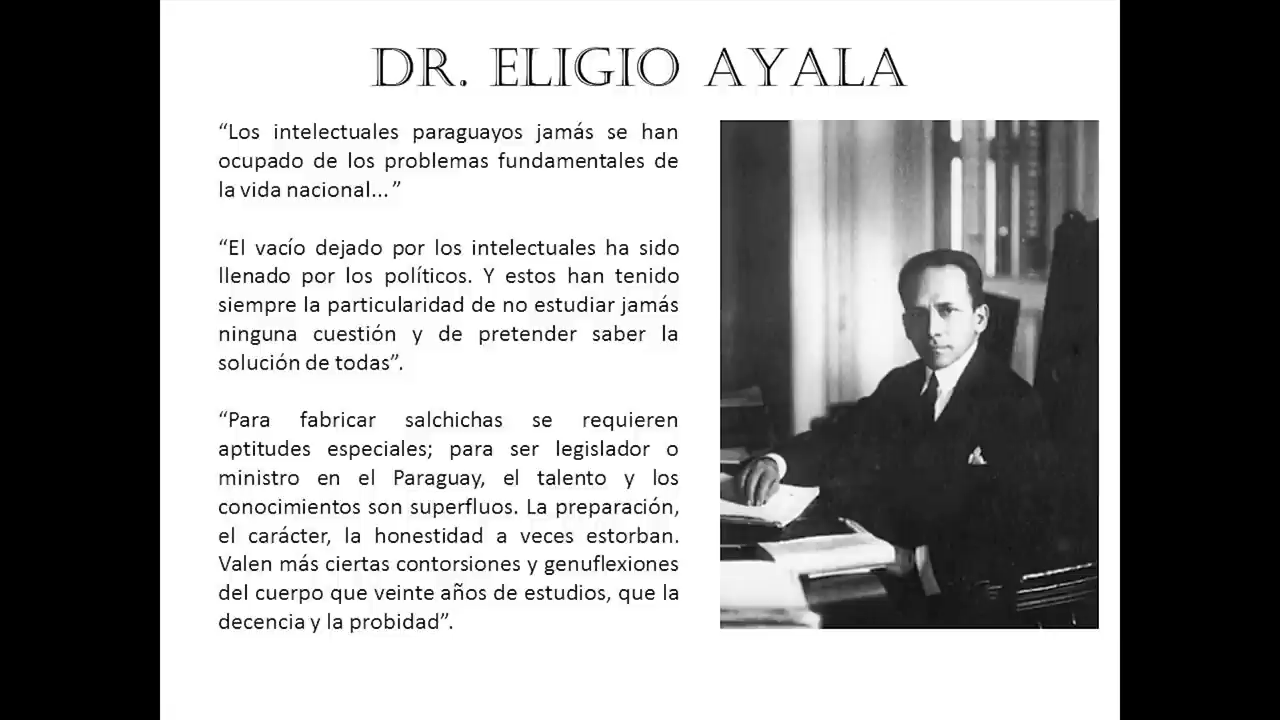 DR. ELIGIO AYALA
“Los intelectuales paraguayos jamás se han
ocupado de los problemas fundamentales de
la vida nacional...”
“El vacío dejado por los intelectuales ha sido
llenado por los políticos. Y estos han tenido
siempre la particularidad de no estudiar jamás
ninguna cuestión y de pretender saber la
solución de todas”.
“Para fabricar salchichas se requieren
aptitudes especiales; para ser legislador o
ministro en el Paraguay, el talento y los
conocimientos son superfluos. La preparación,
el carácter, la honestidad a veces estorban.
Valen más ciertas contorsiones y genuflexiones
del cuerpo que veinte años de estudios, que la
decencia y la probidad”.